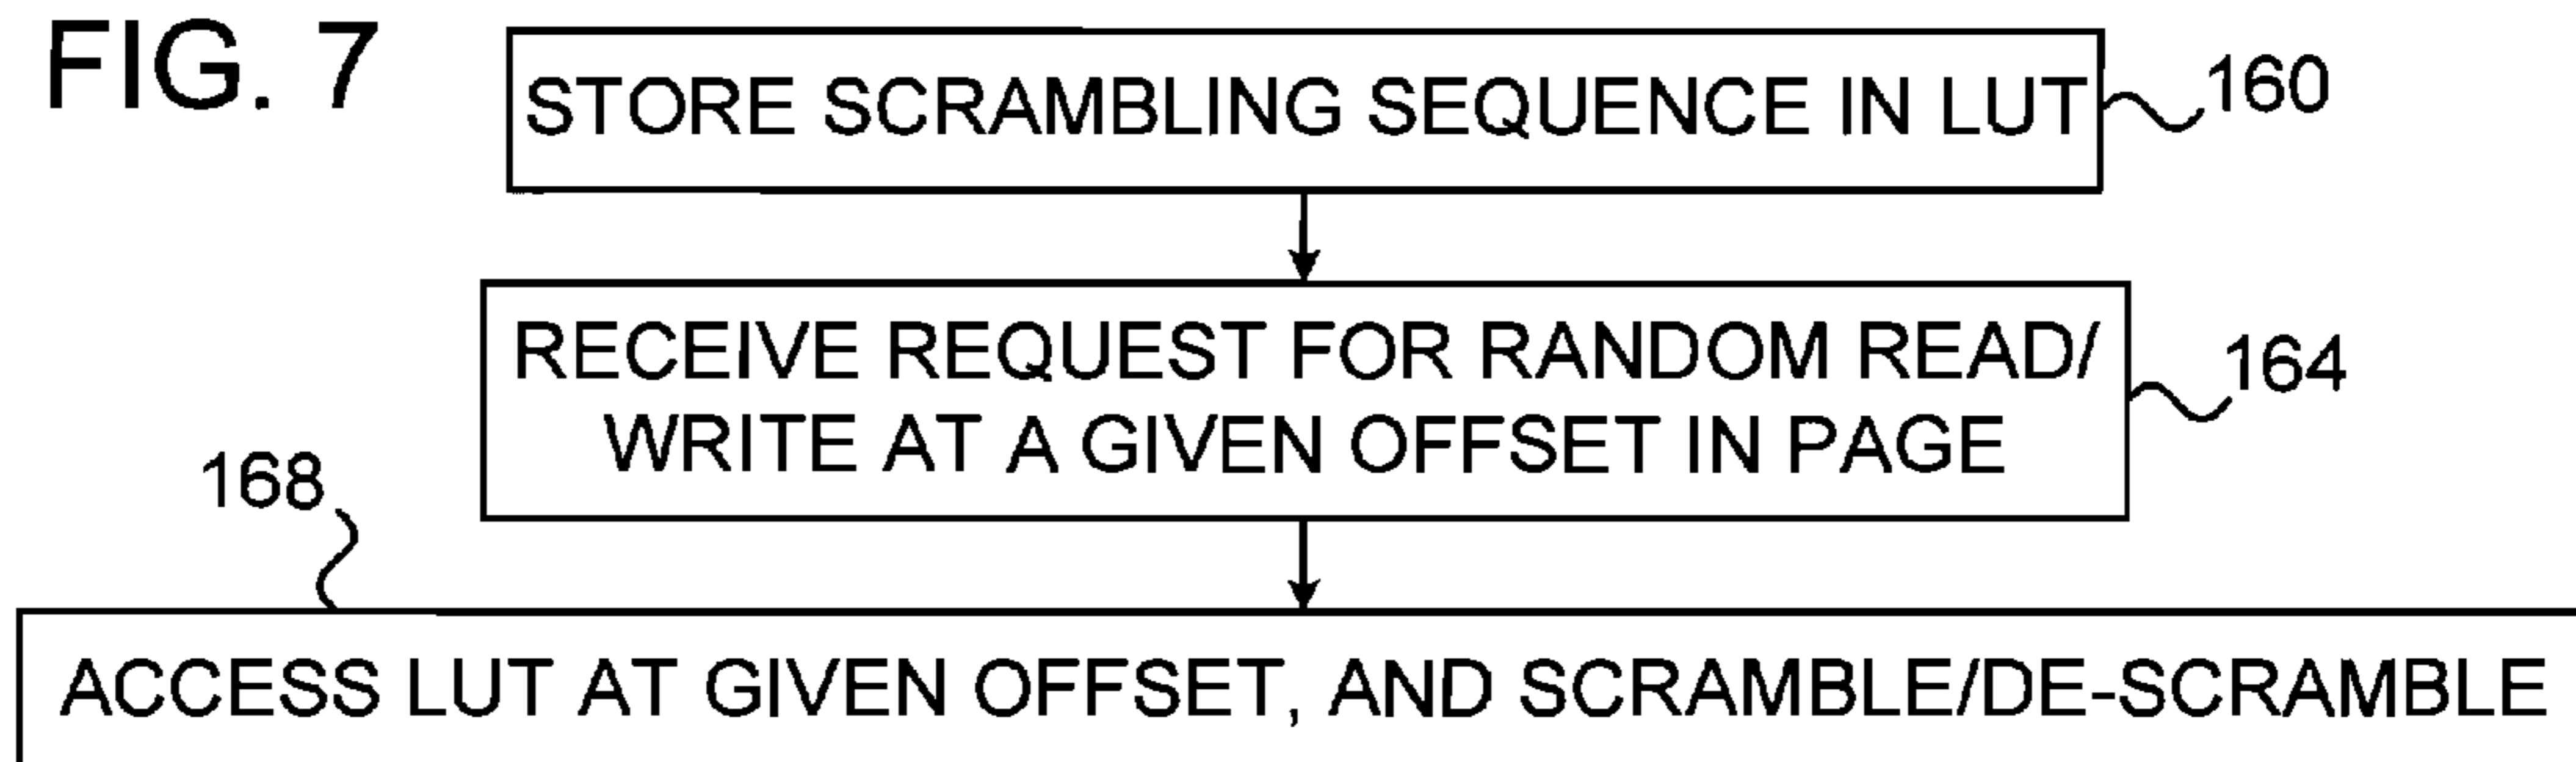 FIG. 7
STORE SCRAMBLING SEQUENCE IN LUT
160
RECEIVE REQUEST FOR RANDOM READ/
WRITE AT A GIVEN OFFSET IN PAGE
164
168
ACCESS LUT AT GIVEN OFFSET, AND SCRAMBLE/DE-SCRAMBLE